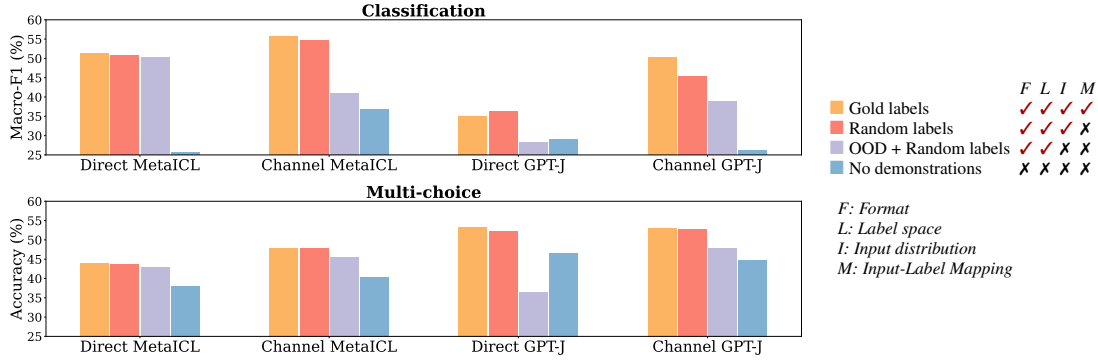 Classification
Macro-F1 (%)
60
55
50
45
40
35
30
25
Direct MetaICL Channel MetaICL Direct GPT-J Channel GPT-J
Multi-choice
Accuracy (%)
60
55
50
45
40
35
30
25
Direct MetaICL Channel MetaICL Direct GPT-J Channel GPT-J
F L I M
Gold labels ✓ ✓ ✓ ✓
Random labels ✓ ✓ ✓ ✗
OOD + Random labels ✓ ✓ ✗ ✗
No demonstrations ✗ ✗ ✗ ✗
F: Format
L: Label space
I: Input distribution
M: Input-Label Mapping